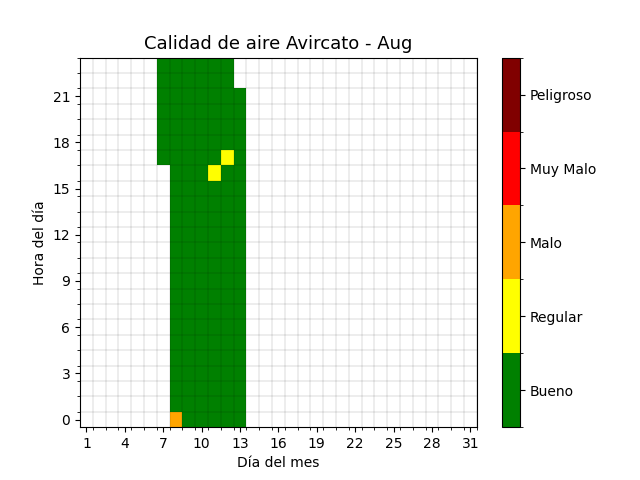 Calidad de aire Avircato - Aug
Hora del día
21
18
15
12
9
6
3
0
1 4 7 10 13 16 19 22 25 28 31
Día del mes
Peligroso
Muy Malo
Malo
Regular
Bueno